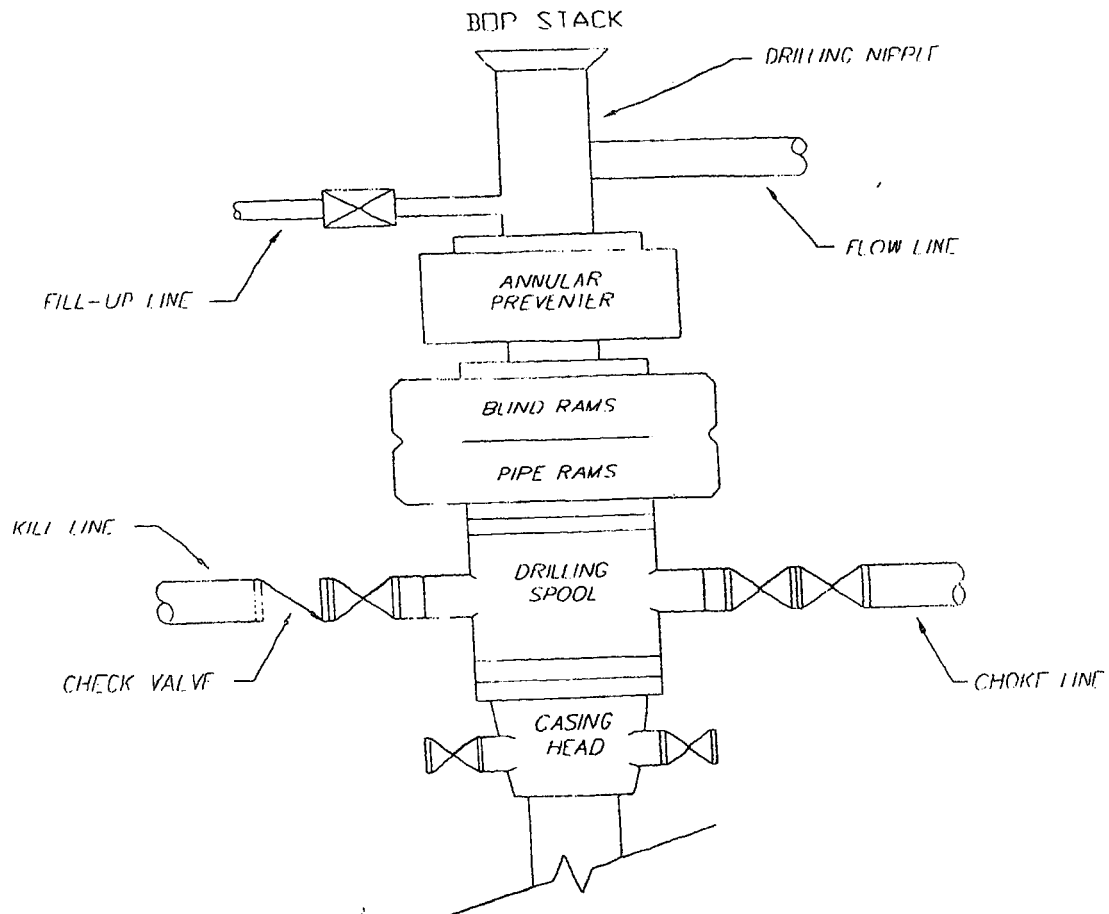 BOP STACK
DRILLING NIPPLE
FLOW LINE
FILL-UP LINE
ANNULAR
PREVENIER
BLIND RAMS
PIPE RAMS
KILL LINE
DRILLING
SPOOL
CHECK VALVE
CHOKE LINE
CASING
HEAD